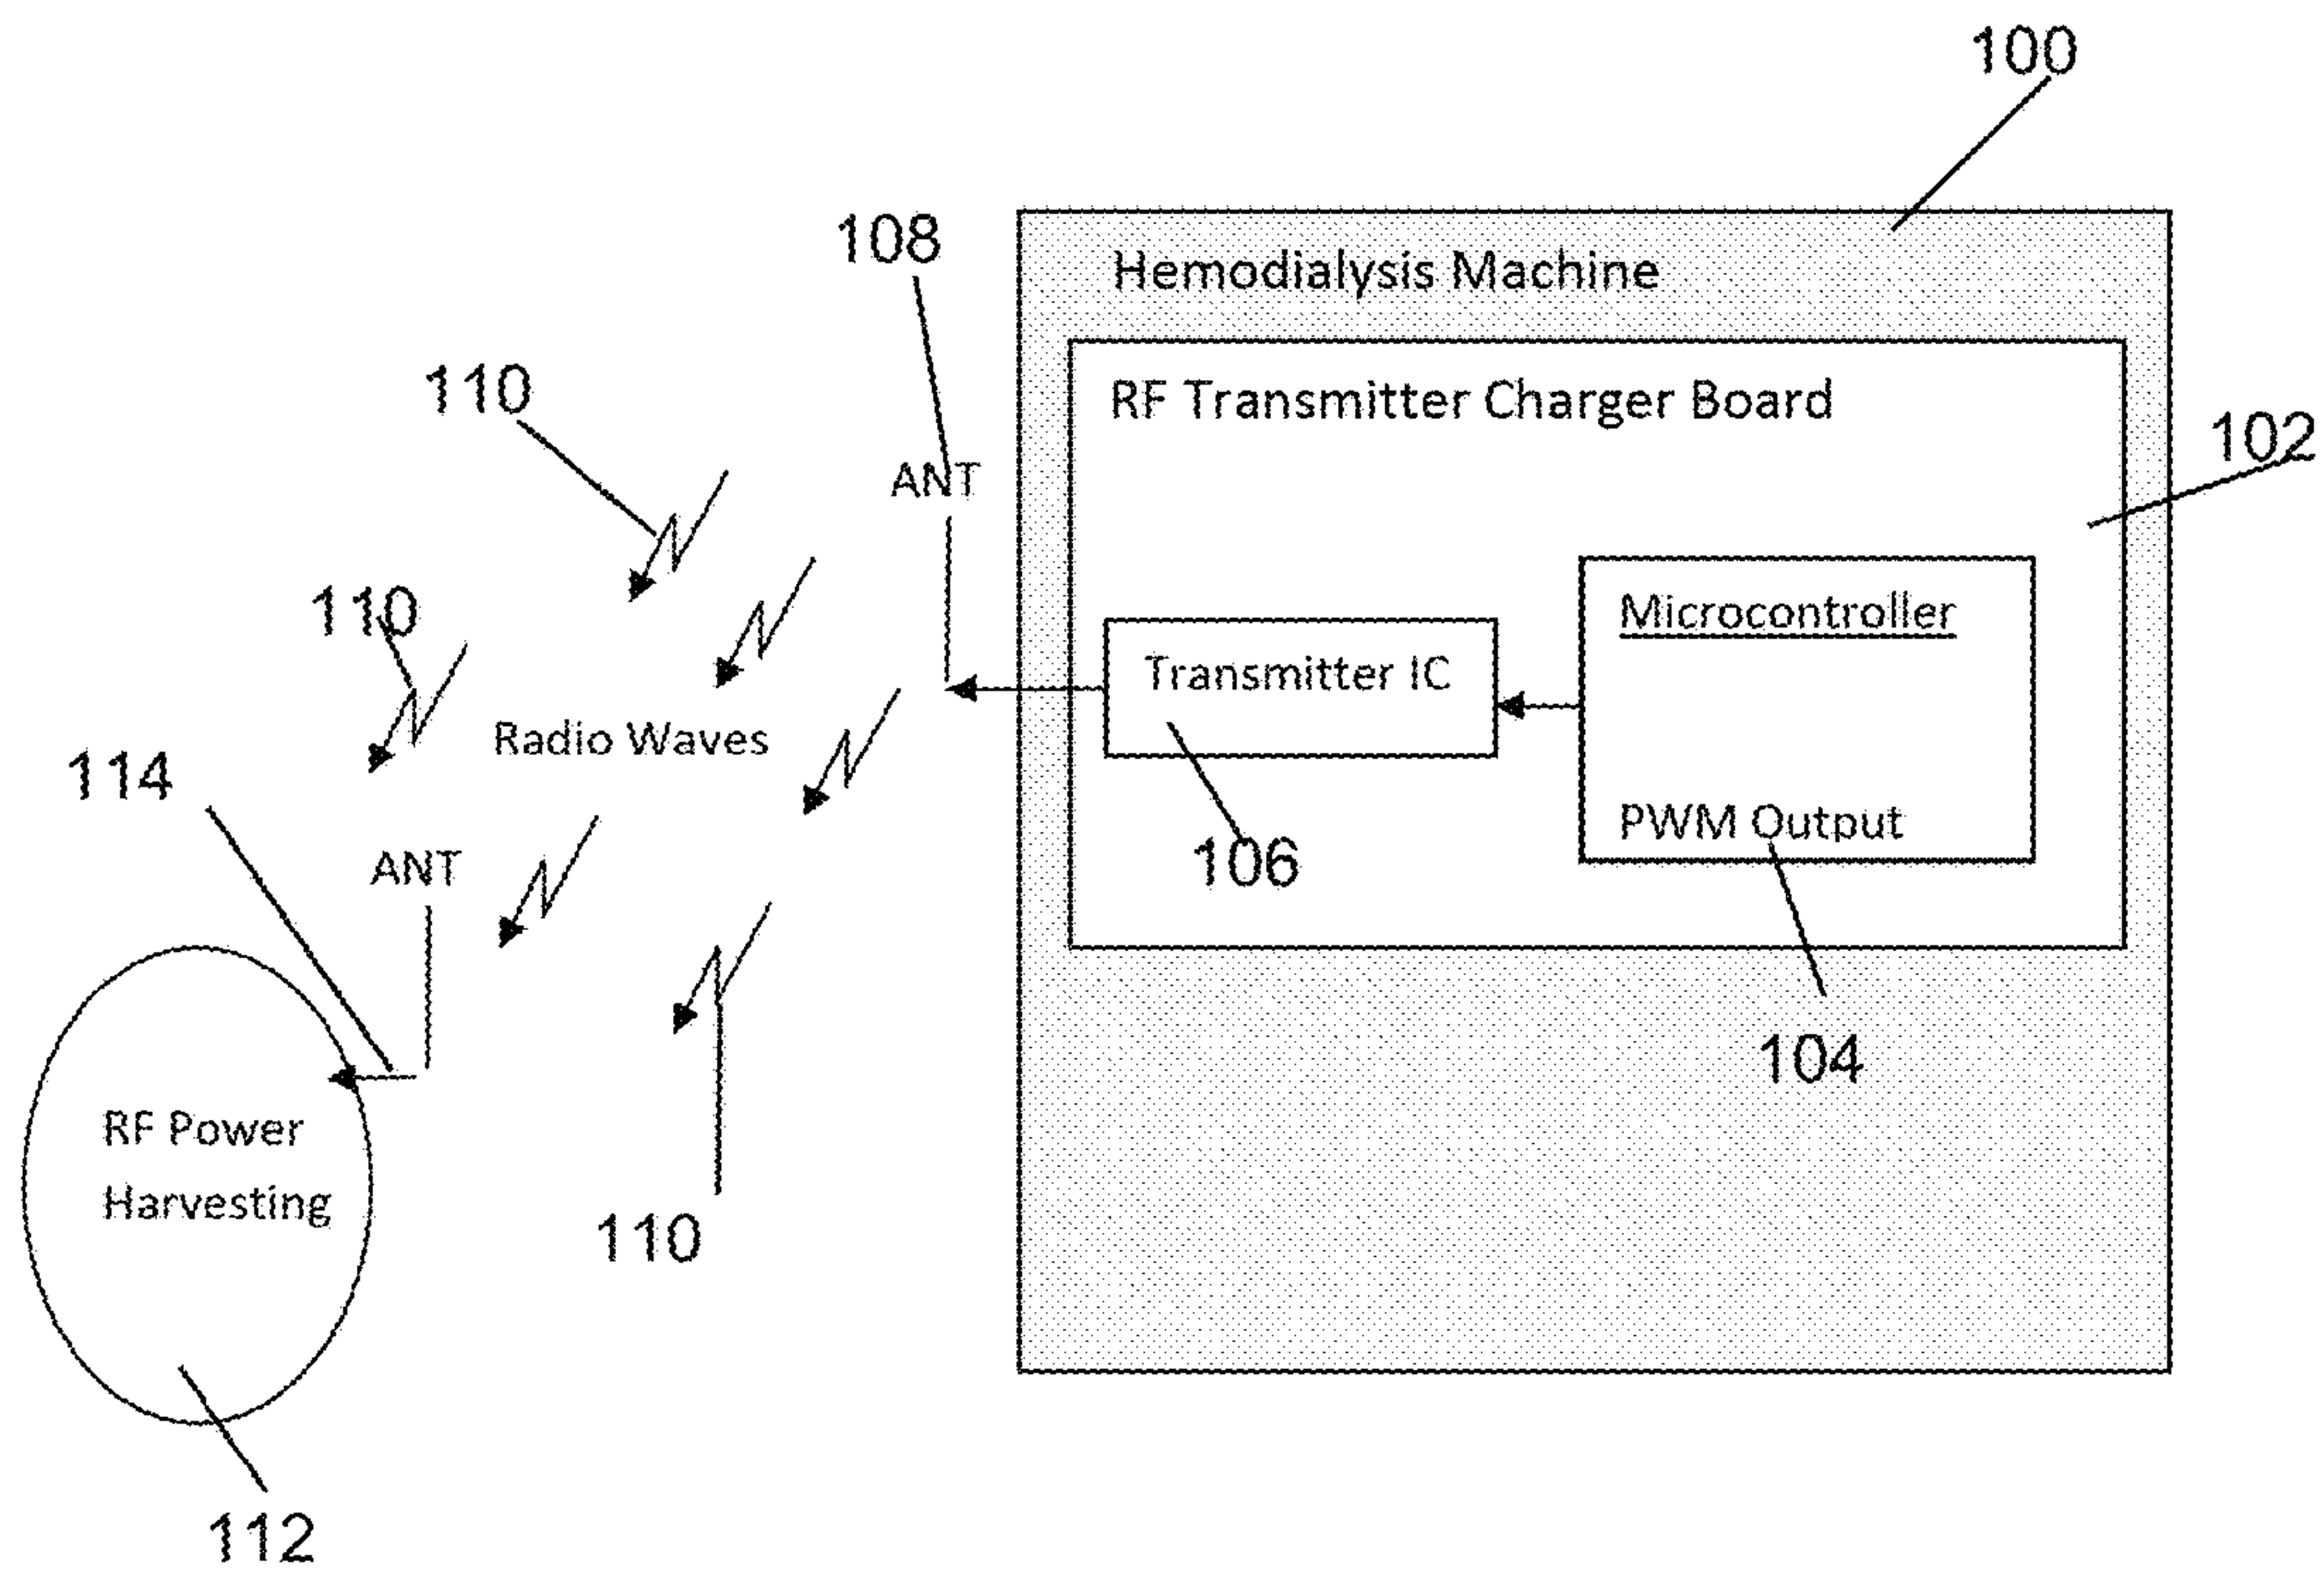 100
108
Hemodialysis Machine
110
RF Transmitter Charger Board
102
ANT
110
Microcontroller
Transmitter IC
Radio Waves
114
PWM Output
ANT
106
104
RF Power
Harvesting
110
112